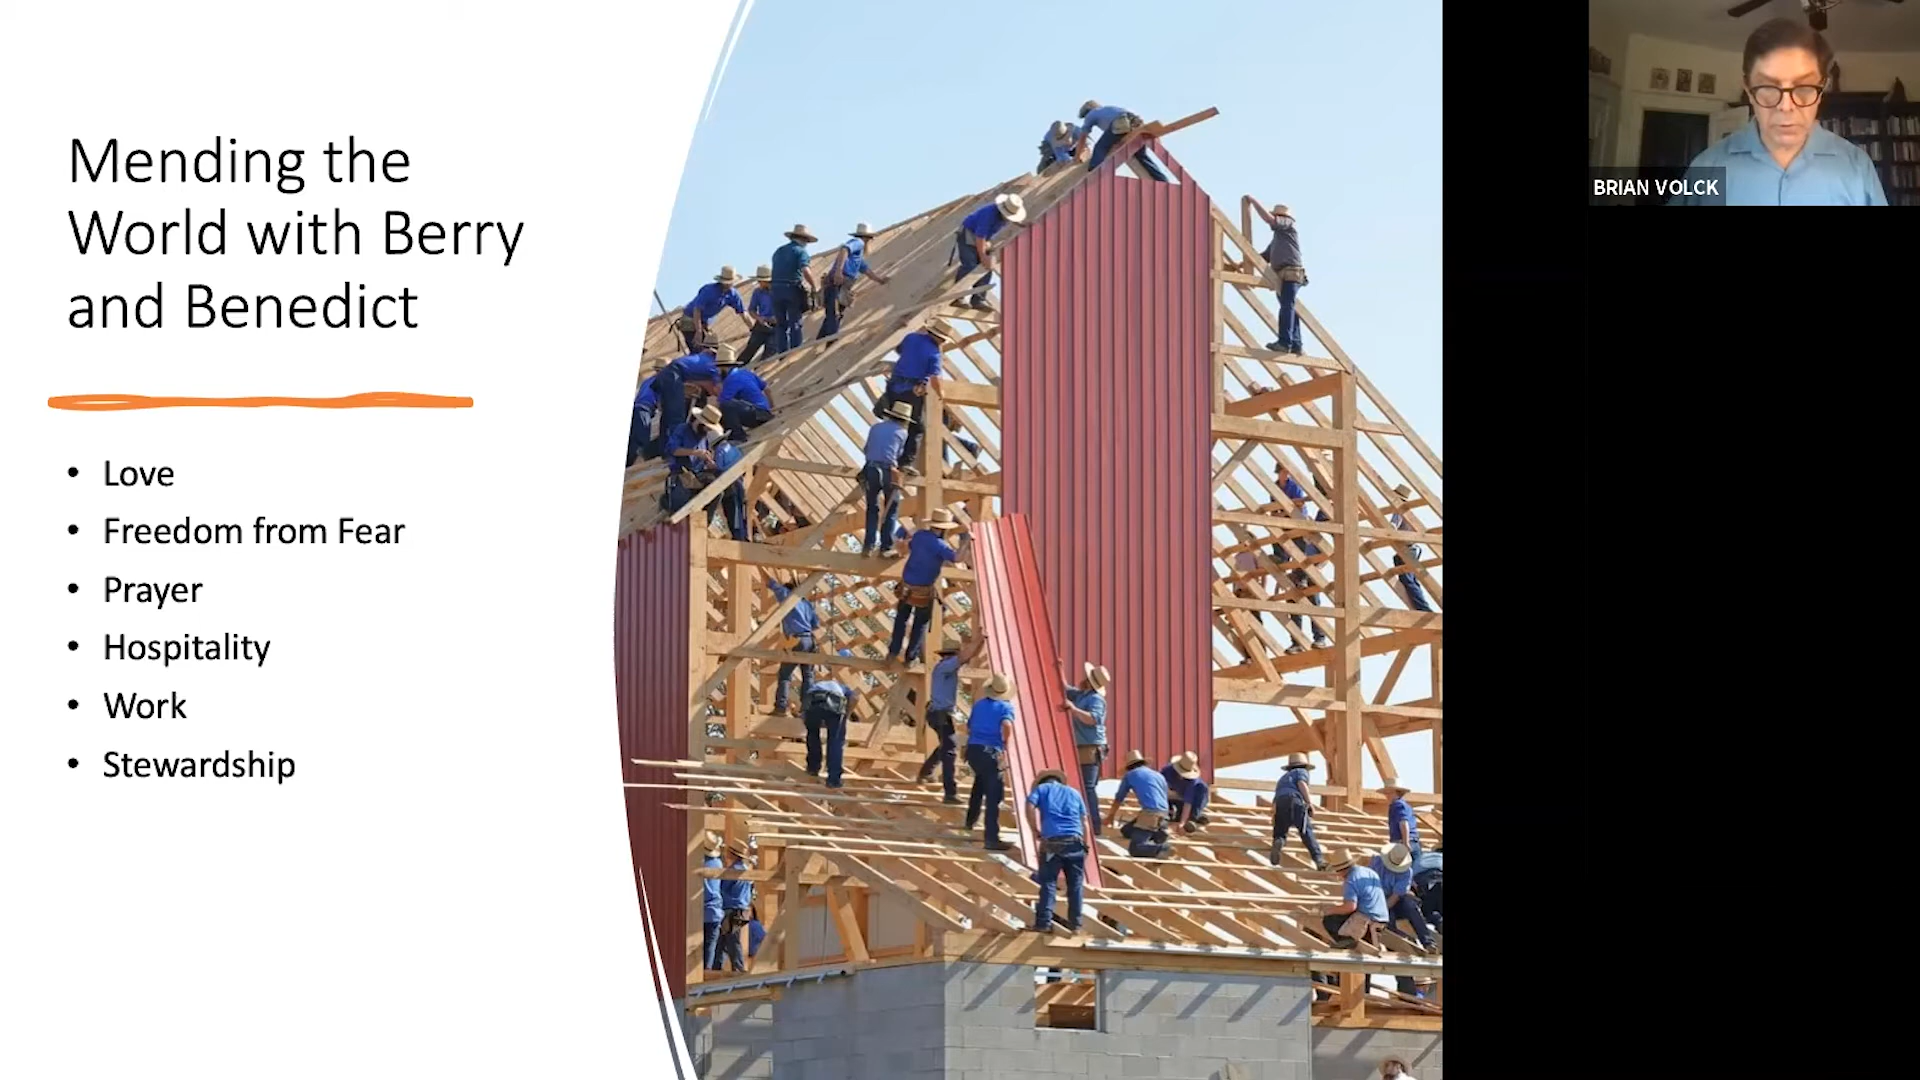 Mending the
World with Berry
and Benedict
• Love
• Freedom from Fear
• Prayer
• Hospitality
• Work
• Stewardship
BRIAN VOLCK